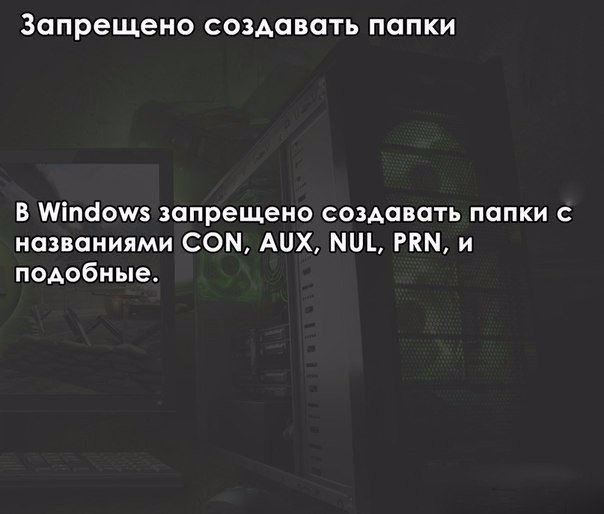 Запрещено создавать папки
В Windows запрещено создавать папки с
названиями CON, AUX, NUL, PRN, и
подобные.